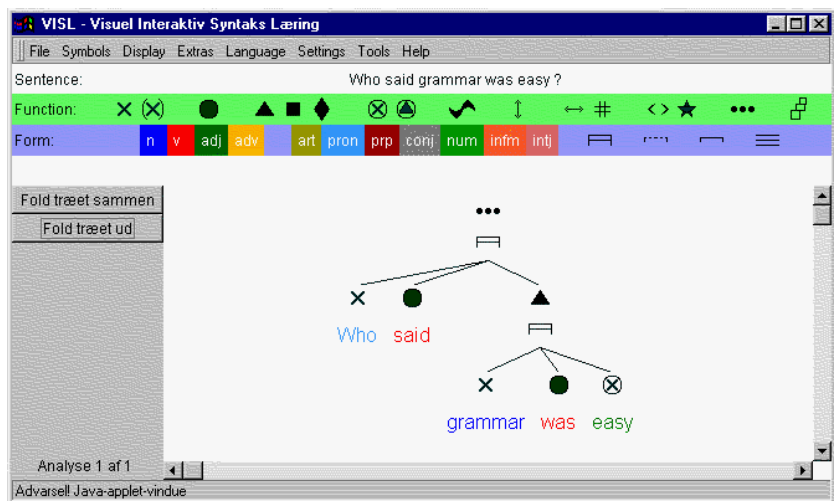 VISL - Visuel Interaktiv Syntaks Læring
File Symbols Display Extras Language Settings Tools Help
Sentence: Who said grammar was easy ?
Function:
Form: n v adj adv art pron prp conj num infm intj
Fold træet sammen
Fold træet ud
Who said
grammar was easy
Analyse 1 af 1
Advarsel! Java-applet-vindue